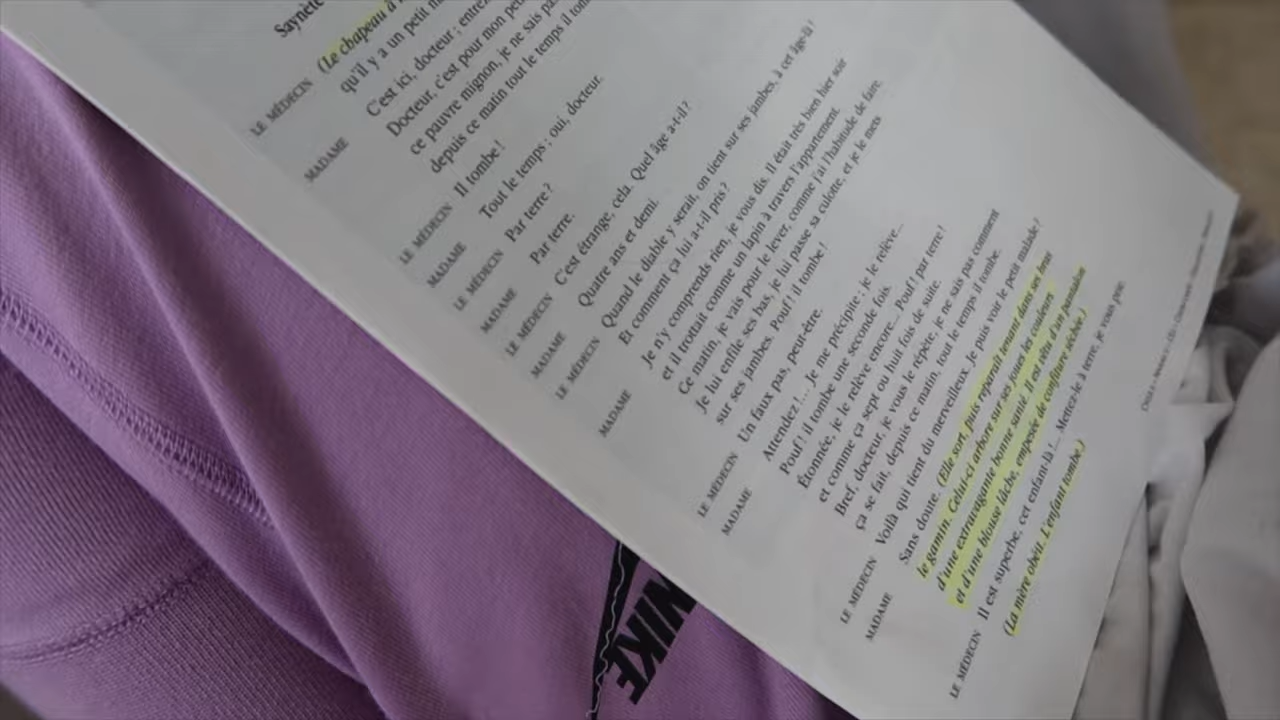 Saynète
LE MÉDECIN (Le chapeau à
qu'il y a un petit
MADAME C'est ici, docteur ; entrez
Docteur, c'est pour mon
ce pauvre mignon, je ne sais
depuis ce matin tout le temps il
LE MÉDECIN Il tombe !
MADAME Tout le temps ; oui, docteur.
LE MÉDECIN Par terre ?
MADAME Par terre.
LE MÉDECIN C'est étrange, cela. Quel âge a-t-il ?
MADAME Quatre ans et demi.
LE MÉDECIN Quand le diable y serait, on tient sur ses jambes, à cet âge-là !
Et comment ça lui a-t-il pris ?
MADAME Je n'y comprends rien, je vous dis. Il était très bien hier soir
et il trottait comme un lapin à travers l'appartement.
Ce matin, je vais pour le lever, comme j'ai l'habitude de faire.
Je lui enfile ses bas, je lui passe sa culotte, et je le mets
sur ses jambes. Pouf ! il tombe !
LE MÉDECIN Un faux pas, peut-être.
MADAME Attendez !... Je me précipite ; je le relève...
Pouf ! il tombe une seconde fois.
Étonnée, je le relève encore... Pouf ! par terre !
et comme ça sept ou huit fois de suite.
Bref, docteur, je vous le répète, je ne sais pas comment
ça se fait, depuis ce matin, tout le temps il tombe.
LE MÉDECIN Voilà qui tient du merveilleux. Je puis voir le petit malade ?
MADAME Sans doute. (Elle sort, puis reparaît tenant dans ses bras
le gamin. Celui-ci arbore sur ses joues les couleurs
d'une extravagante bonne santé. Il est vêtu d'un pantalon
et d'une blouse lâche, empesée de confiture séchée.)
LE MÉDECIN Il est superbe, cet enfant-là !... Mettez-le à terre, je vous prie.
(La mère obéit. L'enfant tombe.)
NIKE